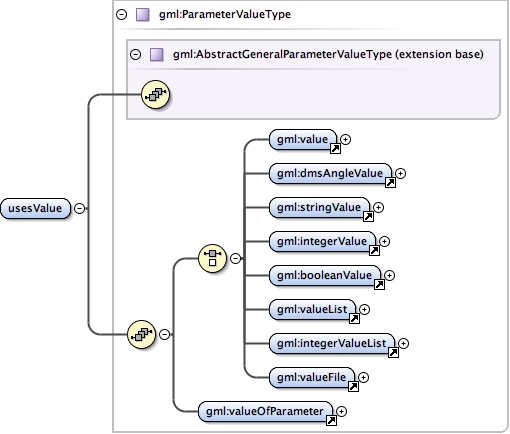 gml:ParameterValueType
gml:AbstractGeneralParameterValueType (extension base)
gml:value
gml:dmsAngleValue
usesValue
gml:stringValue
gml:integerValue
gml:booleanValue
gml:valueList
gml:integerValueList
gml:valueFile
gml:valueOfParameter